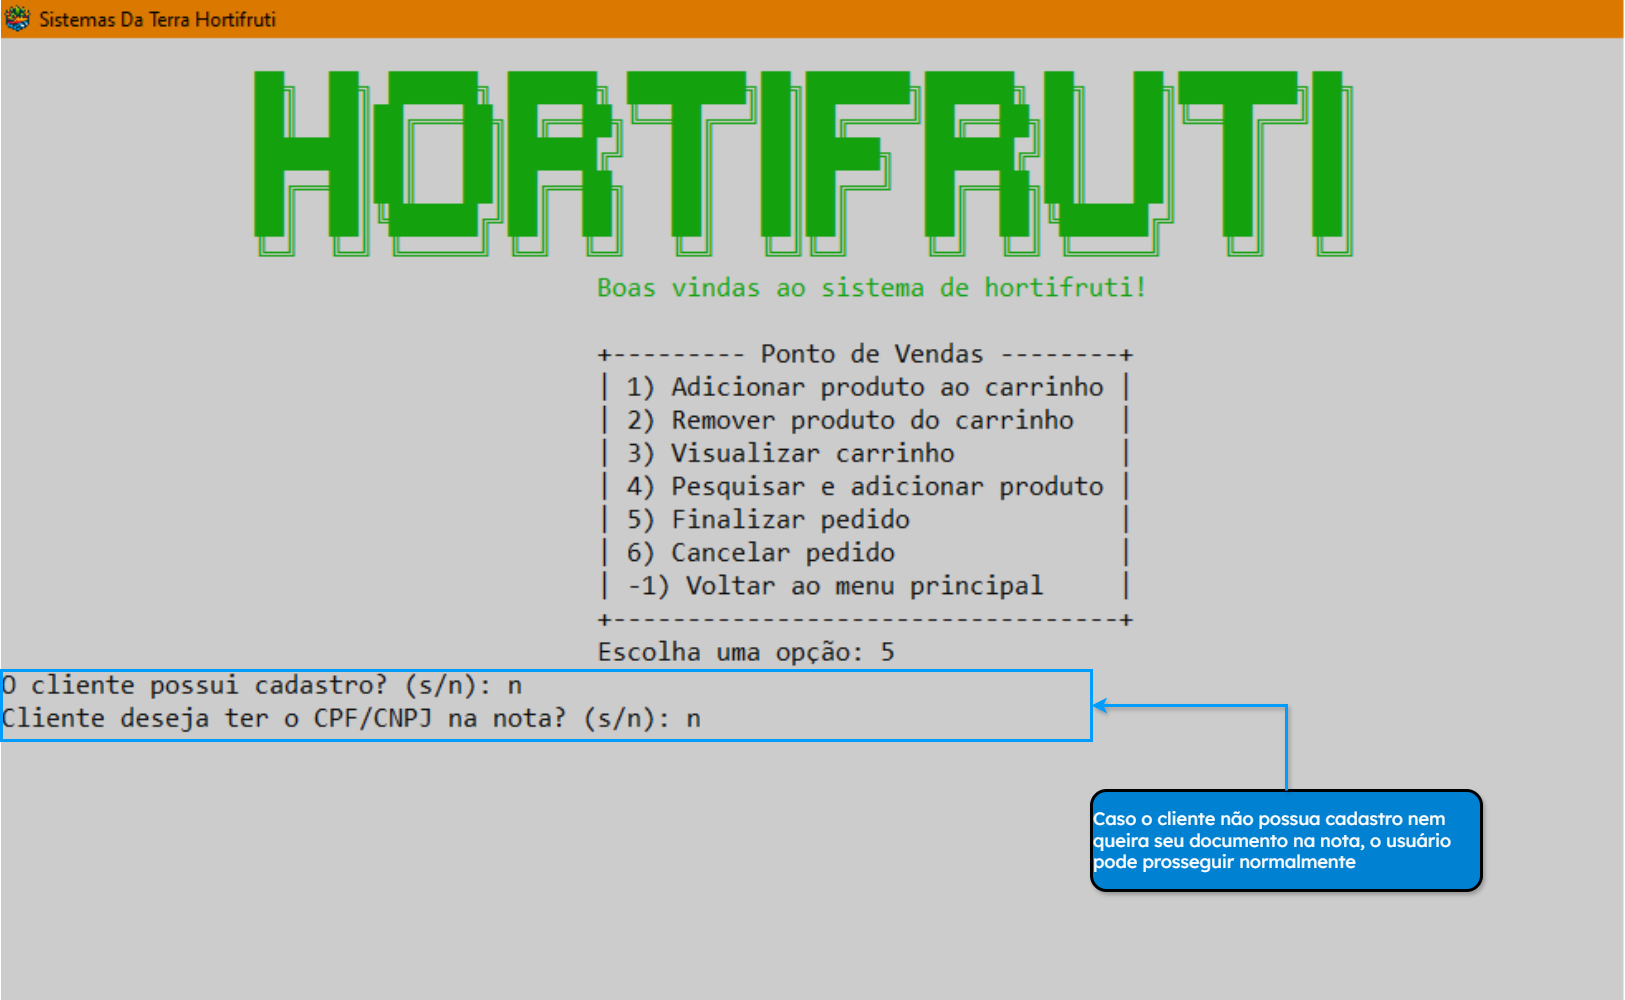 Sistemas Da Terra Hortifruti
HORTIFRUTI
Boas vindas ao sistema de hortifruti!
+--------- Ponto de Vendas --------+
| 1) Adicionar produto ao carrinho |
| 2) Remover produto do carrinho   |
| 3) Visualizar carrinho           |
| 4) Pesquisar e adicionar produto |
| 5) Finalizar pedido              |
| 6) Cancelar pedido               |
| -1) Voltar ao menu principal     |
+----------------------------------+
Escolha uma opção: 5
O cliente possui cadastro? (s/n): n
Cliente deseja ter o CPF/CNPJ na nota? (s/n): n
Caso o cliente não possua cadastro nem
queira seu documento na nota, o usuário
pode prosseguir normalmente